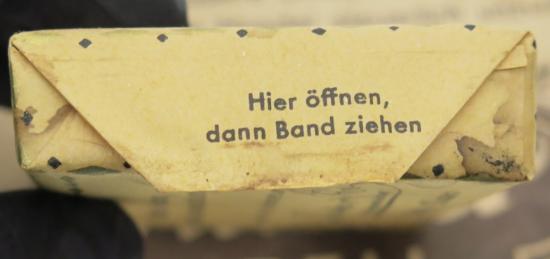 Hier öffnen,
dann Band ziehen